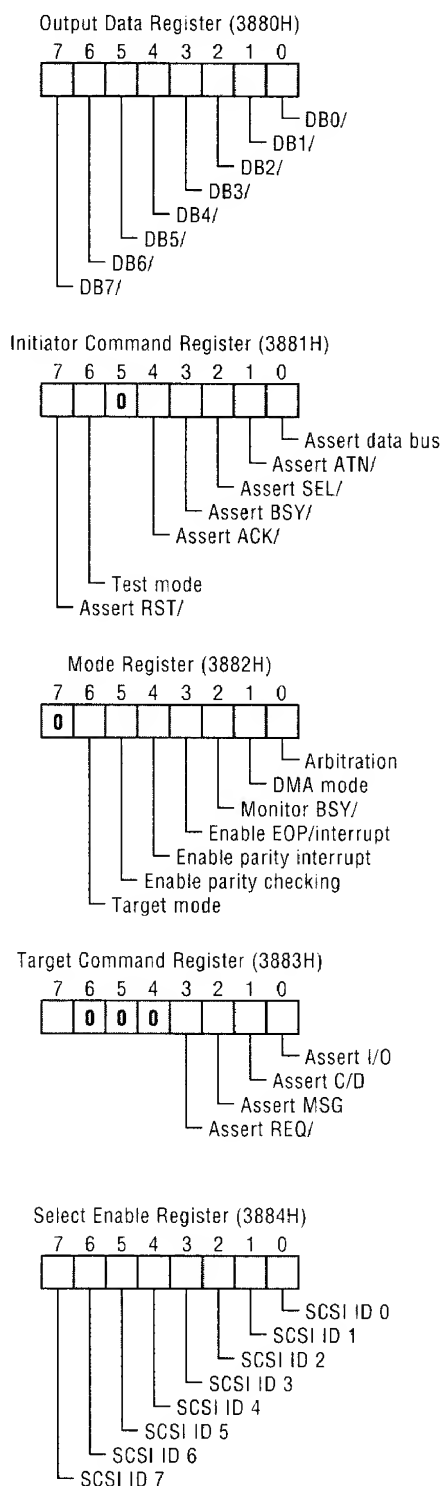 Output Data Register (3880H)
7 6 5 4 3 2 1 0
DB0/
DB1/
DB2/
DB3/
DB4/
DB5/
DB6/
DB7/
Initiator Command Register (3881H)
7 6 5 4 3 2 1 0
0
Assert data bus
Assert ATN/
Assert SEL/
Assert BSY/
Assert ACK/
Test mode
Assert RST/
Mode Register (3882H)
7 6 5 4 3 2 1 0
0
Arbitration
DMA mode
Monitor BSY/
Enable EOP/interrupt
Enable parity interrupt
Enable parity checking
Target mode
Target Command Register (3883H)
7 6 5 4 3 2 1 0
0 0 0
Assert I/O
Assert C/D
Assert MSG
Assert REQ/
Select Enable Register (3884H)
7 6 5 4 3 2 1 0
SCSI ID 0
SCSI ID 1
SCSI ID 2
SCSI ID 3
SCSI ID 4
SCSI ID 5
SCSI ID 6
SCSI ID 7